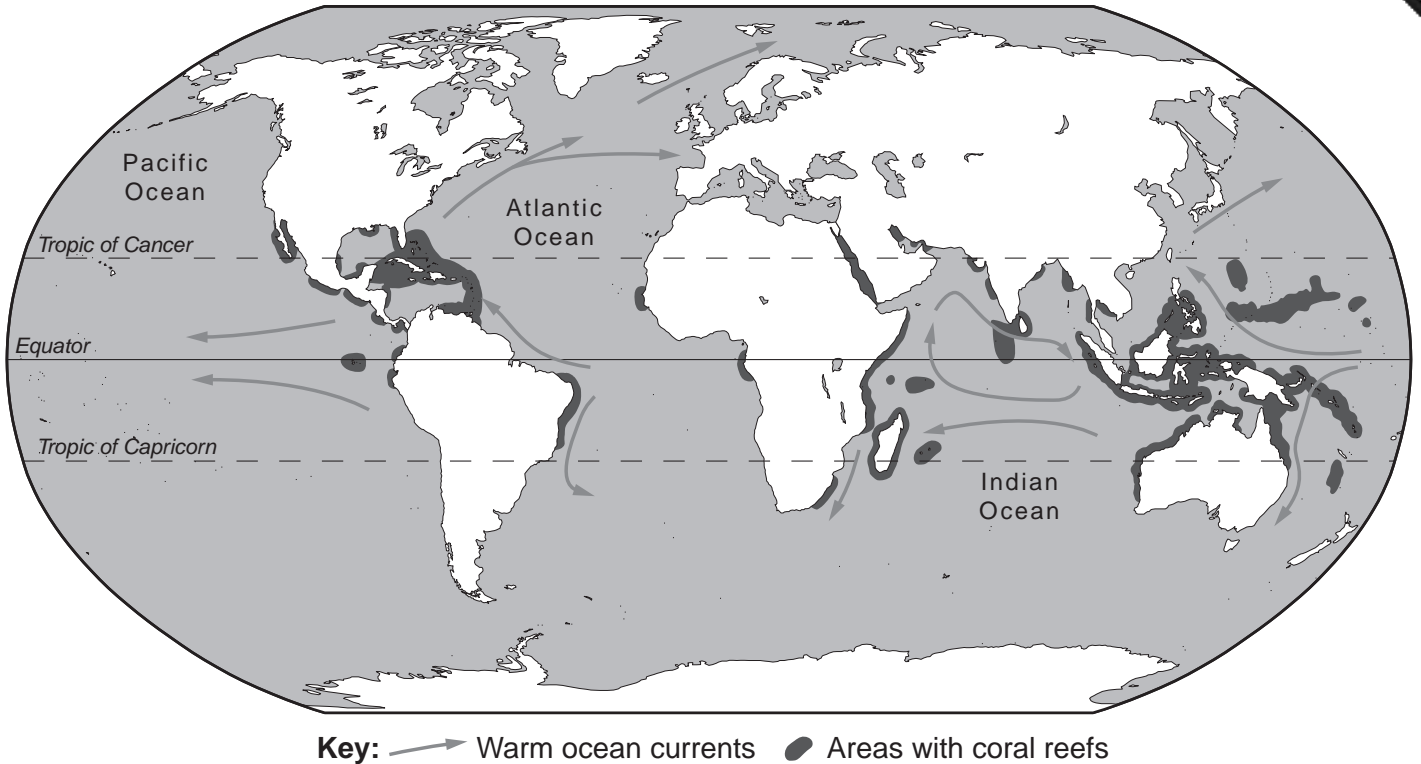 Pacific
Ocean
Atlantic
Ocean
Tropic of Cancer
Equator
Tropic of Capricorn
Indian
Ocean
Key: Warm ocean currents Areas with coral reefs